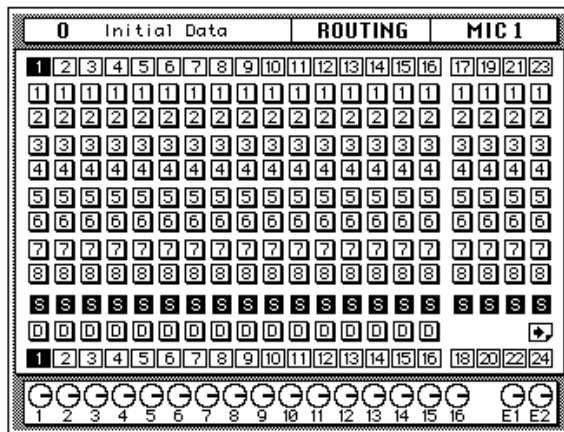 0 Initial Data ROUTING MIC 1
1 2 3 4 5 6 7 8 9 10 11 12 13 14 15 16 17 19 21 23
1 1 1 1 1 1 1 1 1 1 1 1 1 1 1 1 1 1 1 1
2 2 2 2 2 2 2 2 2 2 2 2 2 2 2 2 2 2 2 2
3 3 3 3 3 3 3 3 3 3 3 3 3 3 3 3 3 3 3 3
4 4 4 4 4 4 4 4 4 4 4 4 4 4 4 4 4 4 4 4
5 5 5 5 5 5 5 5 5 5 5 5 5 5 5 5 5 5 5 5
6 6 6 6 6 6 6 6 6 6 6 6 6 6 6 6 6 6 6 6
7 7 7 7 7 7 7 7 7 7 7 7 7 7 7 7 7 7 7 7
8 8 8 8 8 8 8 8 8 8 8 8 8 8 8 8 8 8 8 8
S S S S S S S S S S S S S S S S S S S S
D D D D D D D D D D D D D D D D
1 2 3 4 5 6 7 8 9 10 11 12 13 14 15 16 18 20 22 24
1 2 3 4 5 6 7 8 9 10 11 12 13 14 15 16 E1 E2